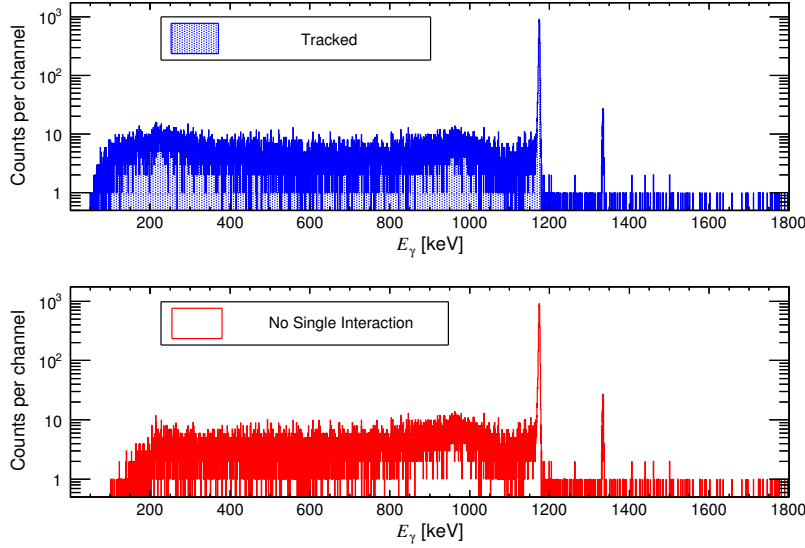 Counts per channel
10³
10²
10
1
Tracked
200 400 600 800 1000 1200 1400 1600 1800
E_γ [keV]
Counts per channel
10³
10²
10
1
No Single Interaction
200 400 600 800 1000 1200 1400 1600 1800
E_γ [keV]